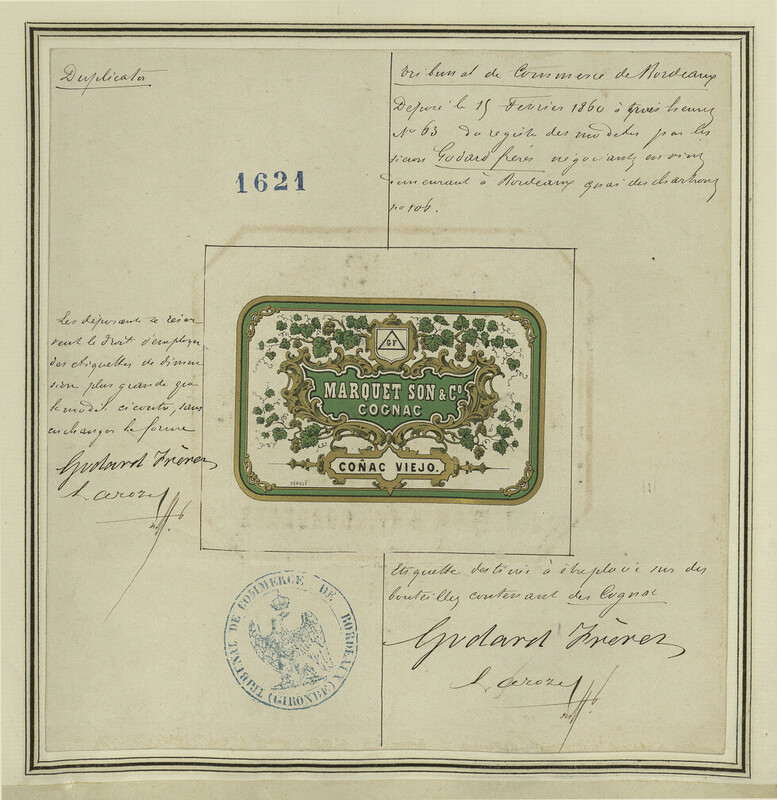 Duplicata
1621
Tribunal de Commerce de Bordeaux
Déposé le 15 Février 1860 à trois heures
No 63 du registre des modèles par les
sieurs Godard frères négociants en vins
demeurant à Bordeaux quai des chartrons
no 106.
Les déposants se réser-
vent le droit d'employer
des étiquettes de dimen
sion plus grande que
le modèle ci contre, sans
en changer la forme
Godard Frères
GF
MARQUET SON & Co
COGNAC
COÑAC VIEJO.
DÉPOSÉ
TRIBUNAL DE COMMERCE DE BORDEAUX
(GIRONDE)
Etiquette destinée à être placée sur des
bouteilles contenant des Cognac
Godard Frères